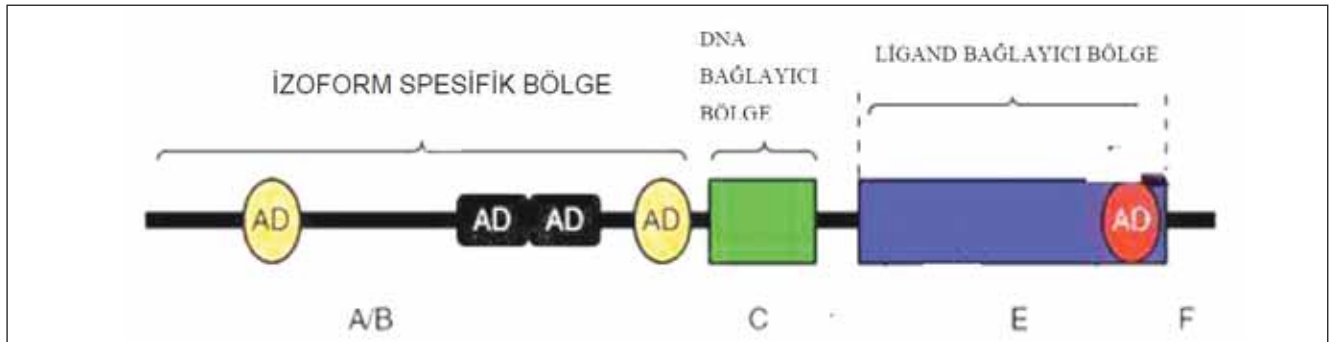 İZOFORM SPESİFİK BÖLGE
DNA
BAĞLAYICI
BÖLGE
LİGAND BAĞLAYICI BÖLGE
AD
AD
AD
AD
AD
A/B
C
E
F